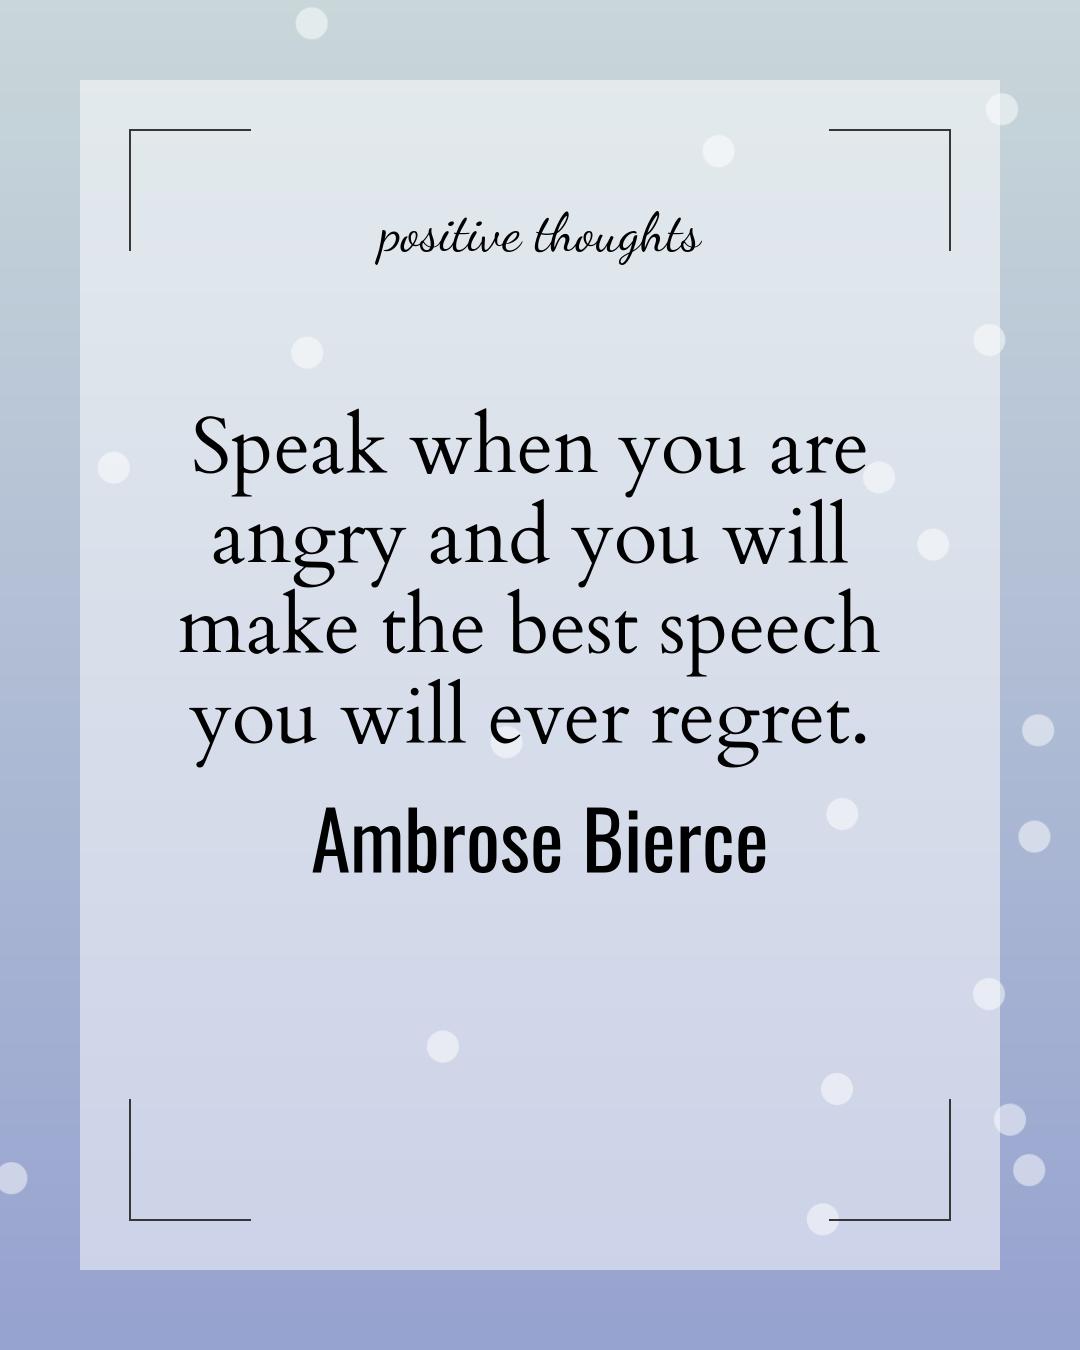 positive thoughts
Speak when you are
angry and you will
make the best speech
you will ever regret.
Ambrose Bierce